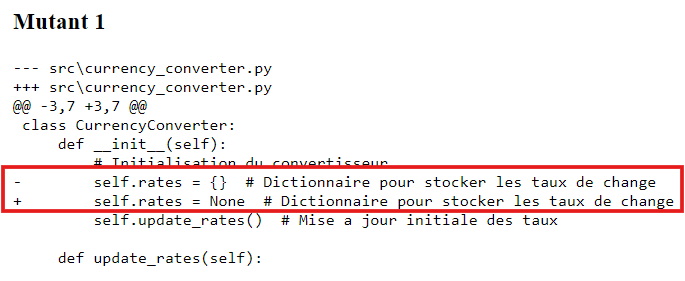 Mutant 1
--- src\currency_converter.py
+++ src\currency_converter.py
@@ -3,7 +3,7 @@
 class CurrencyConverter:
     def __init__(self):
         # Initialisation du convertisseur
-        self.rates = {}  # Dictionnaire pour stocker les taux de change
+        self.rates = None  # Dictionnaire pour stocker les taux de change
         self.update_rates()  # Mise a jour initiale des taux
     def update_rates(self):